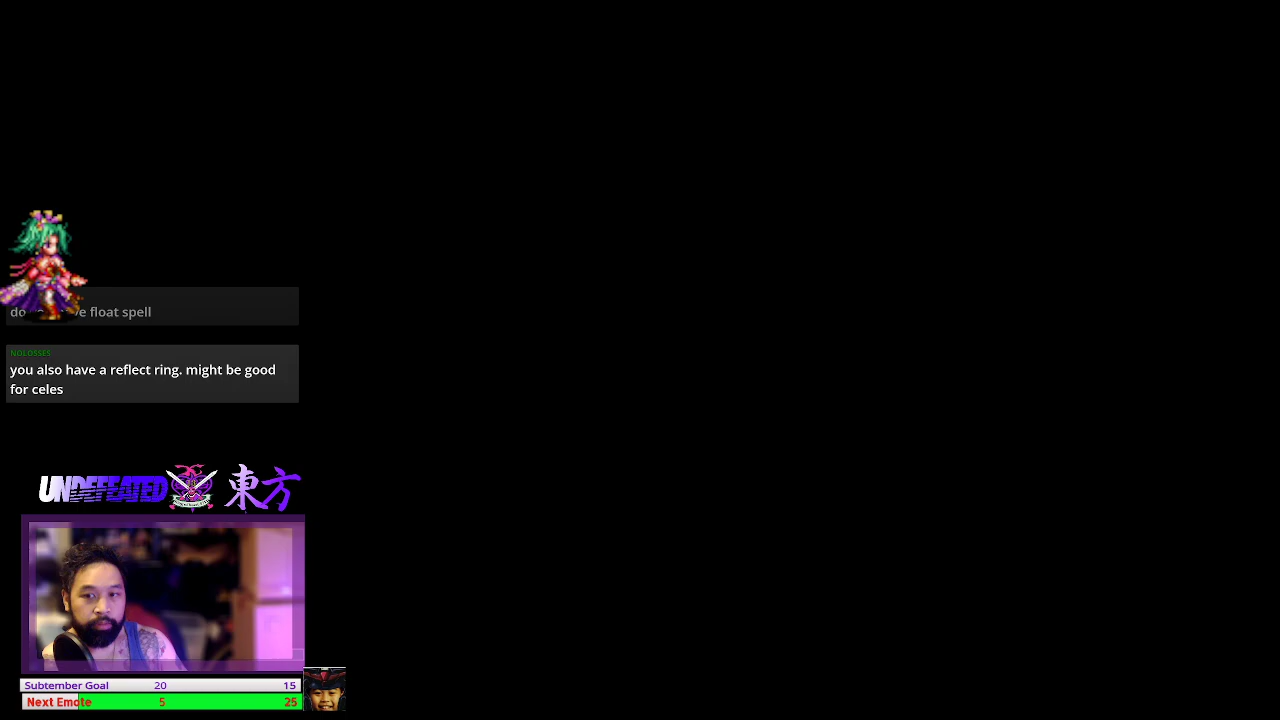 do float spell
NOLOSSES
you also have a reflect ring. might be good
for celes
UNDEFEATED 東方
Subtember Goal 20 15
Next Emote 5 25